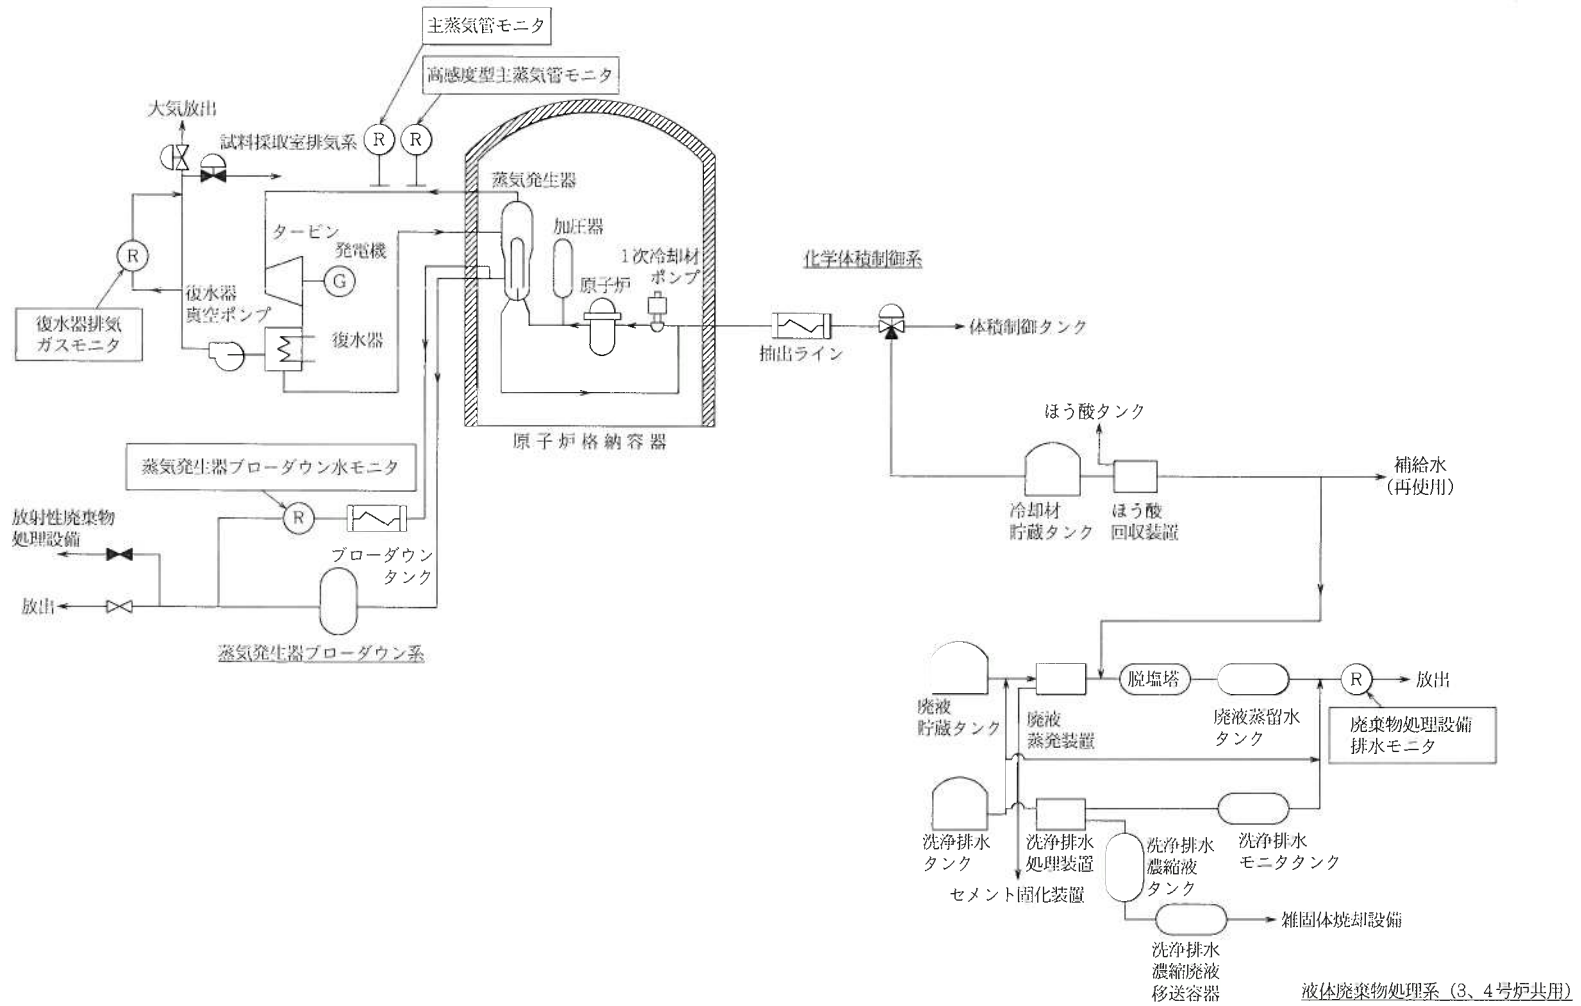 主蒸気管モニタ
高感度型主蒸気管モニタ
大気放出
試料採取室排気系
R
R
蒸気発生器
タービン
発電機
加圧器
1次冷却材
ポンプ
原子炉
R
G
復水器
真空ポンプ
復水器排気
ガスモニタ
復水器
化学体積制御系
体積制御タンク
抽出ライン
原子炉格納容器
ほう酸タンク
蒸気発生器ブローダウン水モニタ
補給水
(再使用)
冷却材
貯蔵タンク
ほう酸
回収装置
放射性廃棄物
処理設備
R
ブローダウン
タンク
放出
蒸気発生器ブローダウン系
脱塩塔
R
放出
廃液
貯蔵タンク
廃液
蒸発装置
廃液蒸留水
タンク
廃棄物処理設備
排水モニタ
洗浄排水
タンク
洗浄排水
処理装置
洗浄排水
濃縮液
タンク
洗浄排水
モニタタンク
セメント固化装置
雑固体焼却設備
洗浄排水
濃縮廃液
移送容器
液体廃棄物処理系(3、4号炉共用)